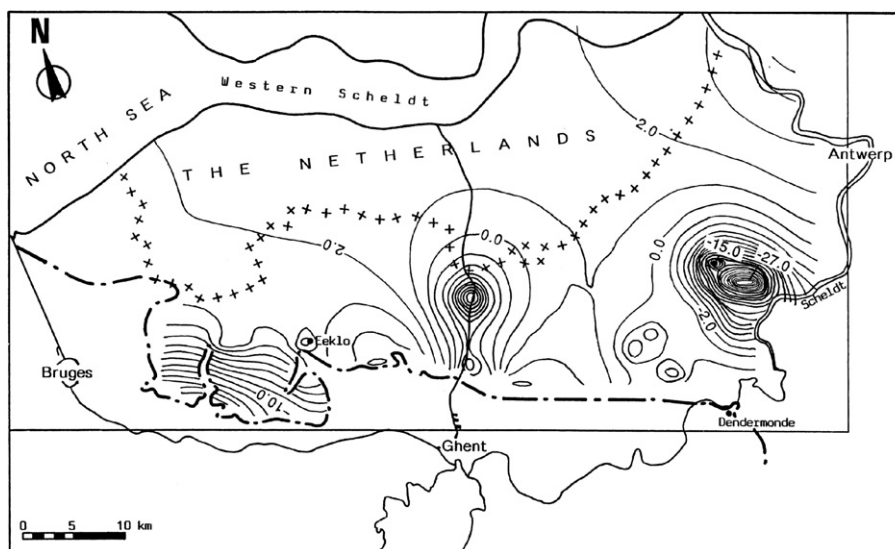 N
NORTH SEA
Western Scheldt
THE NETHERLANDS
2.0
Antwerp
2.0
0.0
0.0
-15.0
-27.0
-2.0
Scheldt
Eeklo
Bruges
-10.0
Dendermonde
Ghent
0 5 10 km